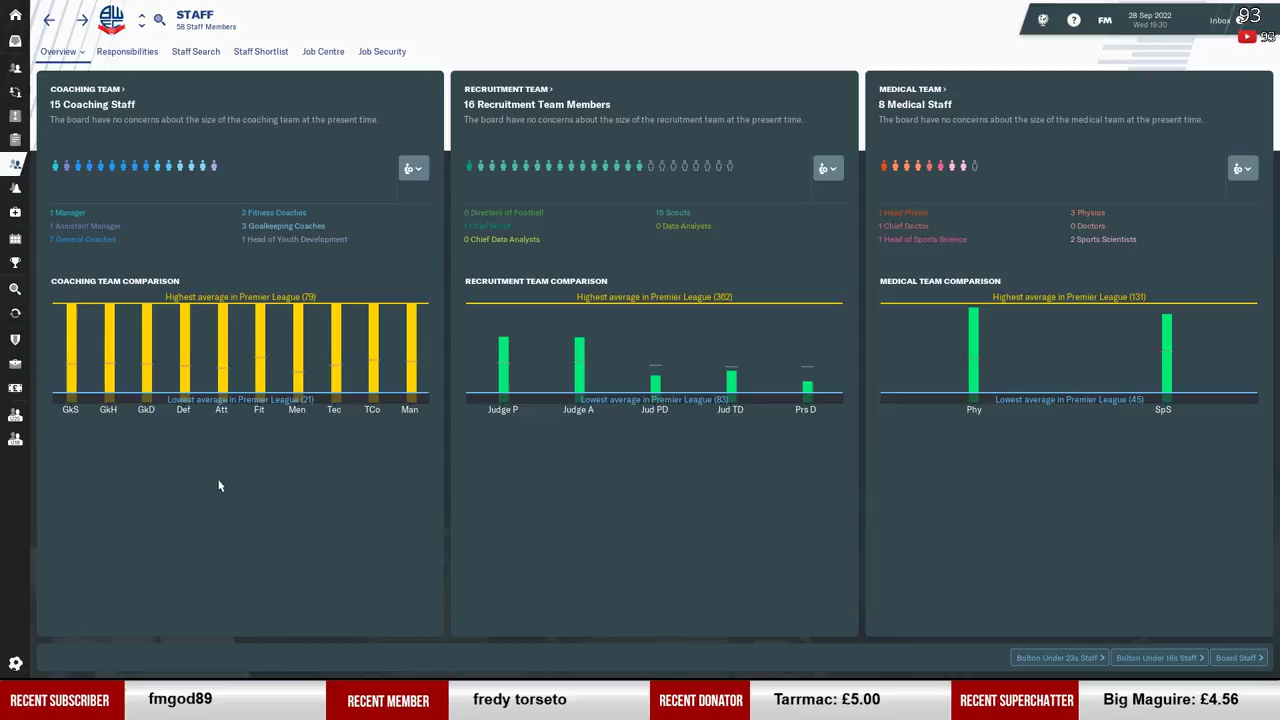 STAFF
58 Staff Members
FM
28 Sep 2022
Wed 19:30
Inbox
93
Overview
Responsibilities
Staff Search
Staff Shortlist
Job Centre
Job Security
COACHING TEAM
15 Coaching Staff
The board have no concerns about the size of the coaching team at the present time.
1 Manager
2 Fitness Coaches
1 Assistant Manager
3 Goalkeeping Coaches
7 General Coaches
1 Head of Youth Development
COACHING TEAM COMPARISON
Highest average in Premier League (79)
Lowest average in Premier League (21)
GkS GkH GkD Def Att Fit Men Tec TCo Man
RECRUITMENT TEAM
16 Recruitment Team Members
The board have no concerns about the size of the recruitment team at the present time.
0 Directors of Football
15 Scouts
1 Chief Scout
0 Data Analysts
0 Chief Data Analysts
RECRUITMENT TEAM COMPARISON
Highest average in Premier League (362)
Lowest average in Premier League (83)
Judge P Judge A Jud PD Jud TD Prs D
MEDICAL TEAM
8 Medical Staff
The board have no concerns about the size of the medical team at the present time.
1 Head Physio
3 Physios
1 Chief Doctor
0 Doctors
1 Head of Sports Science
2 Sports Scientists
MEDICAL TEAM COMPARISON
Highest average in Premier League (131)
Lowest average in Premier League (45)
Phy SpS
Bolton Under 23s Staff
Bolton Under 18s Staff
Board Staff
RECENT SUBSCRIBER
fmgod89
RECENT MEMBER
fredy torseto
RECENT DONATOR
Tarrmac: £5.00
RECENT SUPERCHATTER
Big Maguire: £4.56